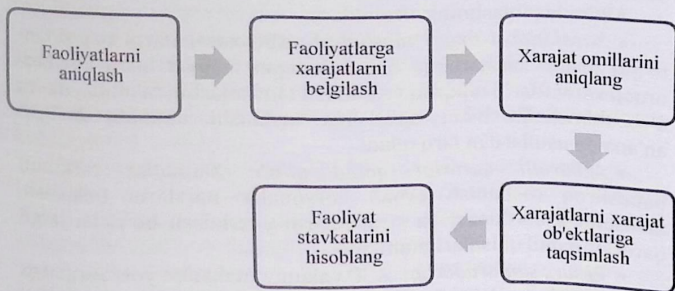 Faoliyatlarni
aniqlash
Faoliyatlarga
xarajatlarni
belgilash
Xarajat omillarini
aniqlang
Xarajatlarni xarajat
ob'ektlariga
taqsimlash
Faoliyat
stavkalarini
hisoblang